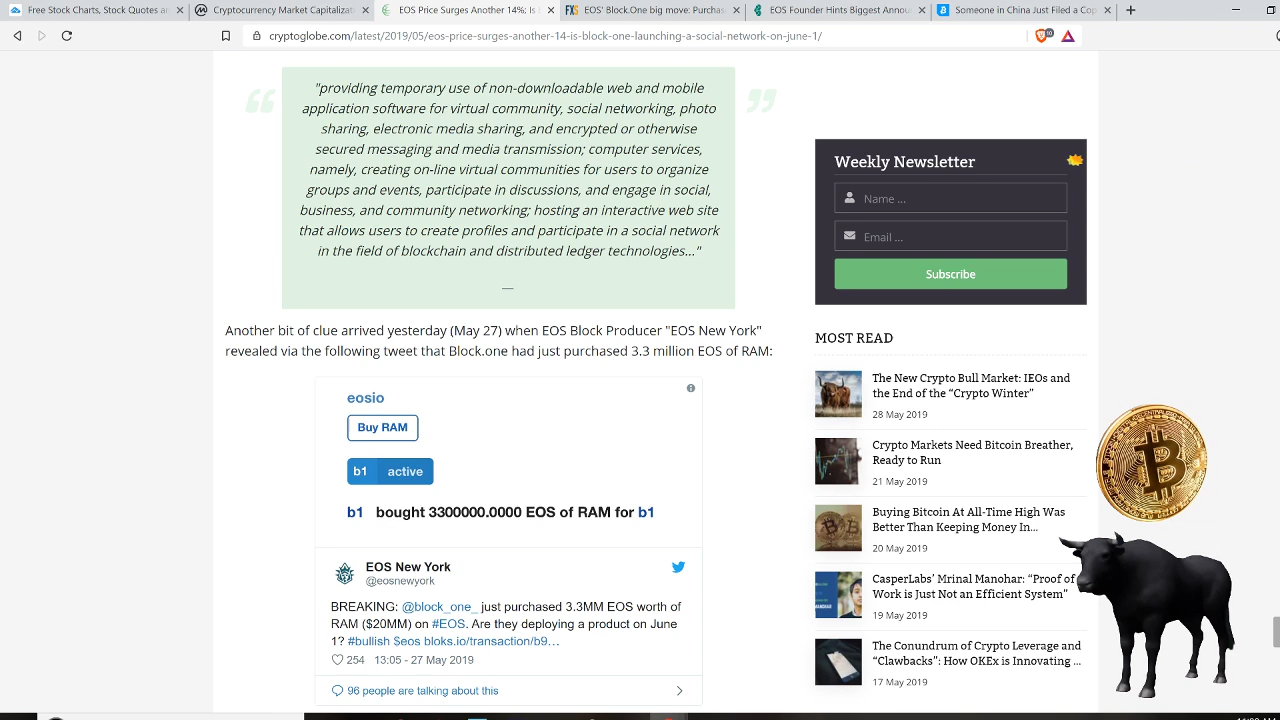 Free Stock Charts, Stock Quotes a
Cryptocurrency Market Capitalizat
EOS Price Surges Another 14%: Is
EOS' Block.One big move: Purchas
EOS Founder Hints Biggest Annou
Someone in China Just Filed a Cop
cryptoglobe.com/latest/2019/05/eos-price-surges-another-14-is-block-one-launching-a-social-network-on-june-1/
"providing temporary use of non-downloadable web and mobile
application software for virtual community, social networking, photo
sharing, electronic media sharing, and encrypted or otherwise
secured messaging and media transmission; computer services,
namely, creating on-line virtual communities for users to organize
groups and events, participate in discussions, and engage in social,
business, and community networking; hosting an interactive web site
that allows users to create profiles and participate in a social network
in the field of blockchain and distributed ledger technologies..."
—
Another bit of clue arrived yesterday (May 27) when EOS Block Producer "EOS New York"
revealed via the following tweet that Block.one had just purchased 3.3 million EOS of RAM:
eosio
Buy RAM
b1 active
b1 bought 3300000.0000 EOS of RAM for b1
EOS New York
@eosnewyork
BREAKING: @block_one_ just purchased 3.3MM EOS worth of
RAM ($20MM) on #EOS. Are they deploying a product on June
1? #bullish $eos bloks.io/transaction/b9…
254 13:05 - 27 May 2019
96 people are talking about this
Weekly Newsletter
Name ...
Email ...
Subscribe
MOST READ
The New Crypto Bull Market: IEOs and
the End of the “Crypto Winter”
28 May 2019
Crypto Markets Need Bitcoin Breather,
Ready to Run
21 May 2019
Buying Bitcoin At All-Time High Was
Better Than Keeping Money In...
20 May 2019
CasperLabs’ Mrinal Manohar: “Proof of
Work is Just Not an Efficient System”
19 May 2019
The Conundrum of Crypto Leverage and
“Clawbacks”: How OKEx is Innovating ...
17 May 2019